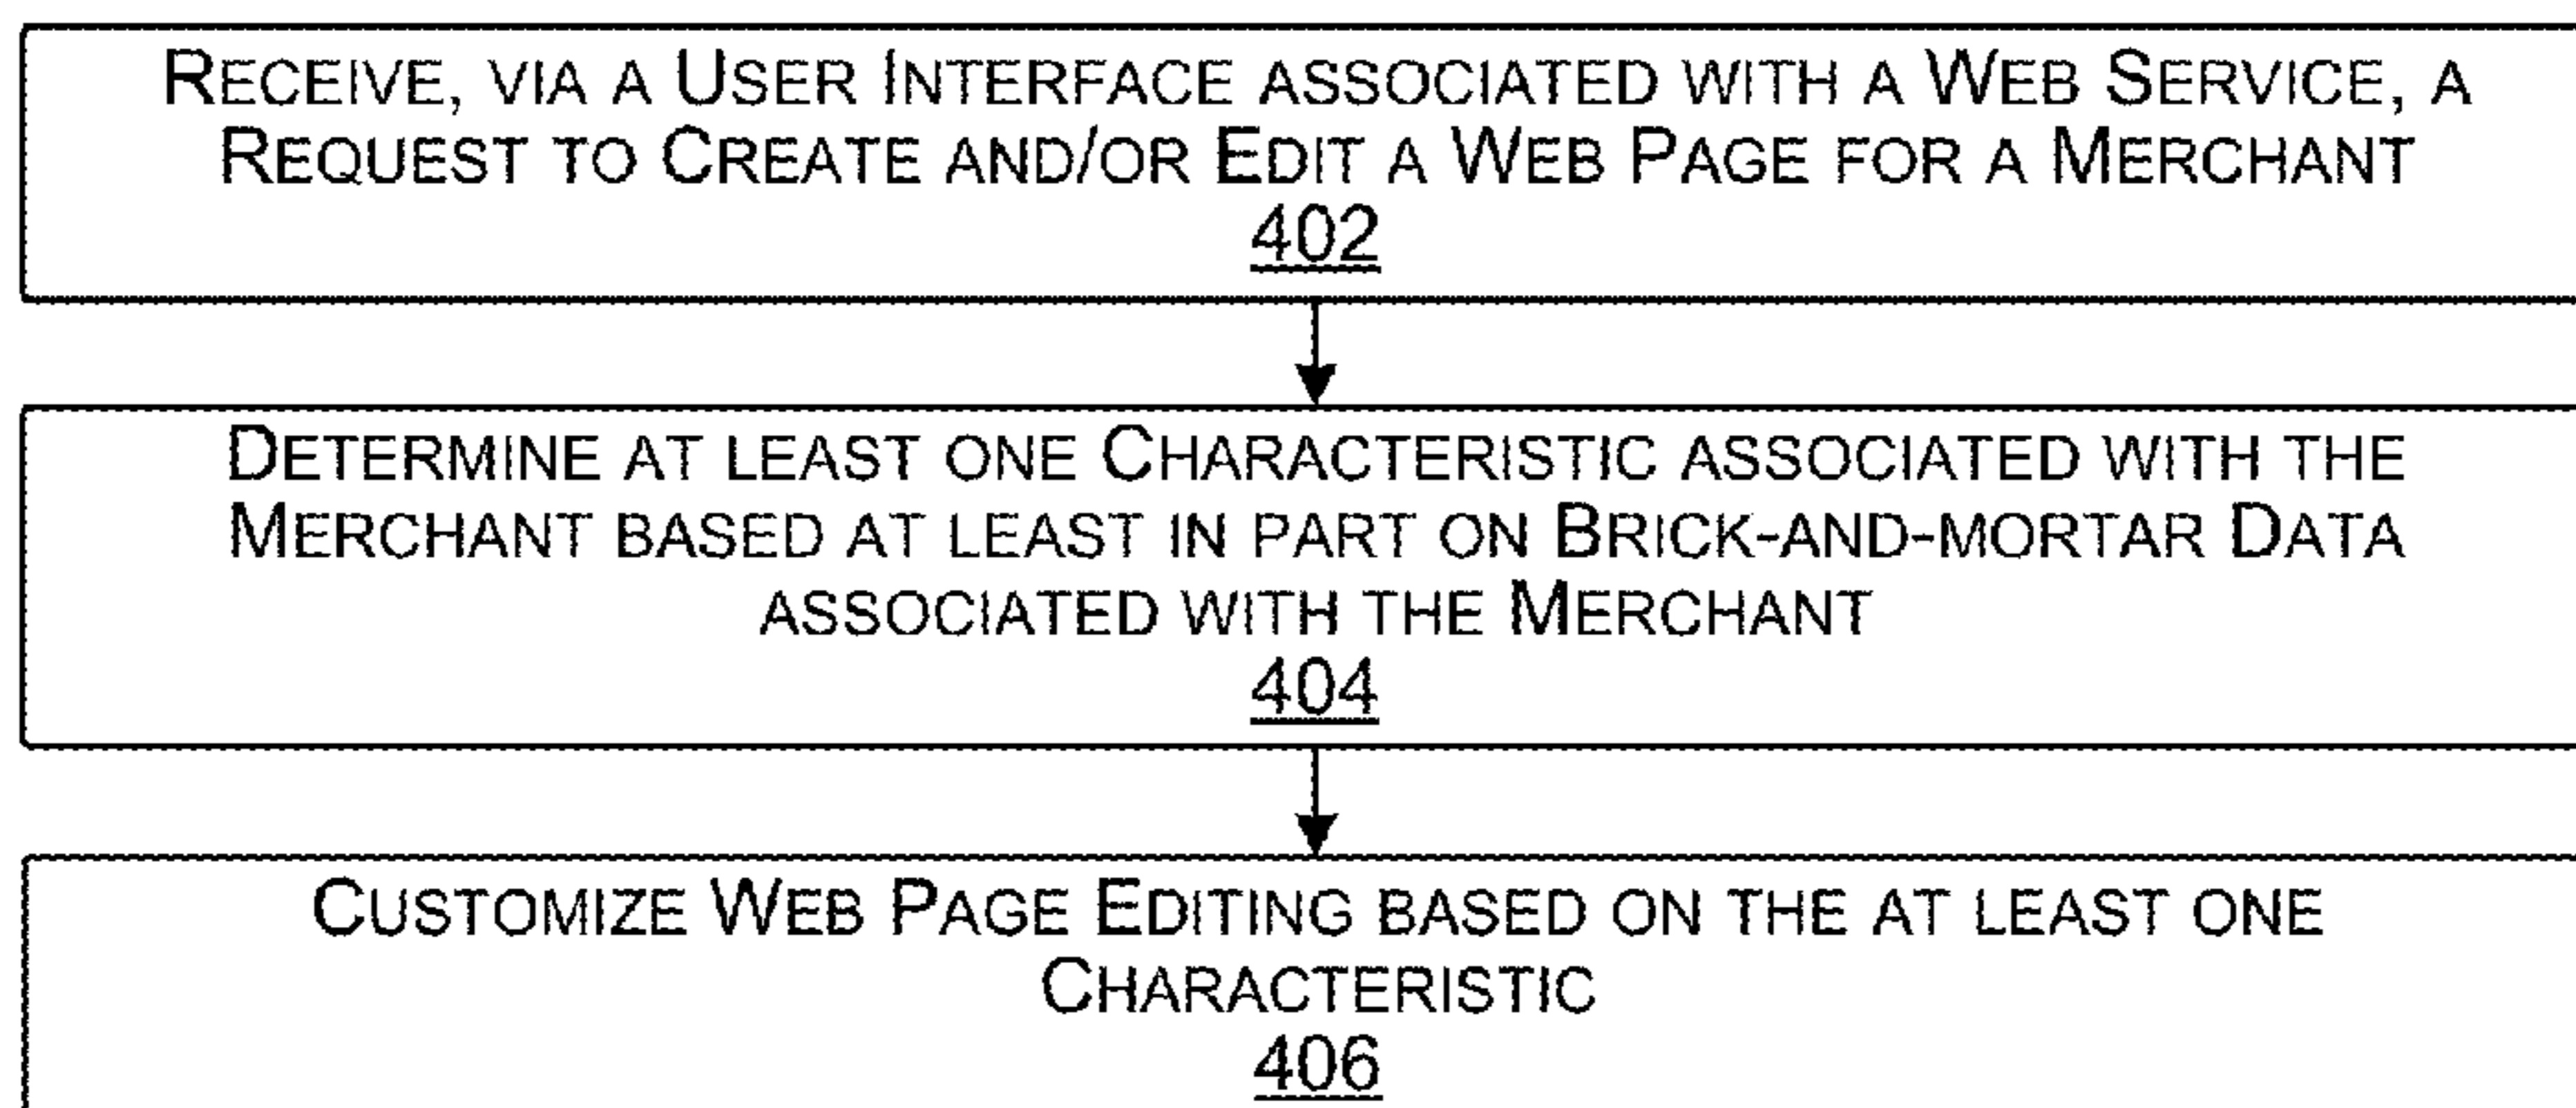 RECEIVE, VIA A USER INTERFACE ASSOCIATED WITH A WEB SERVICE, A
REQUEST TO CREATE AND/OR EDIT A WEB PAGE FOR A MERCHANT
402
DETERMINE AT LEAST ONE CHARACTERISTIC ASSOCIATED WITH THE
MERCHANT BASED AT LEAST IN PART ON BRICK-AND-MORTAR DATA
ASSOCIATED WITH THE MERCHANT
404
CUSTOMIZE WEB PAGE EDITING BASED ON THE AT LEAST ONE
CHARACTERISTIC
406